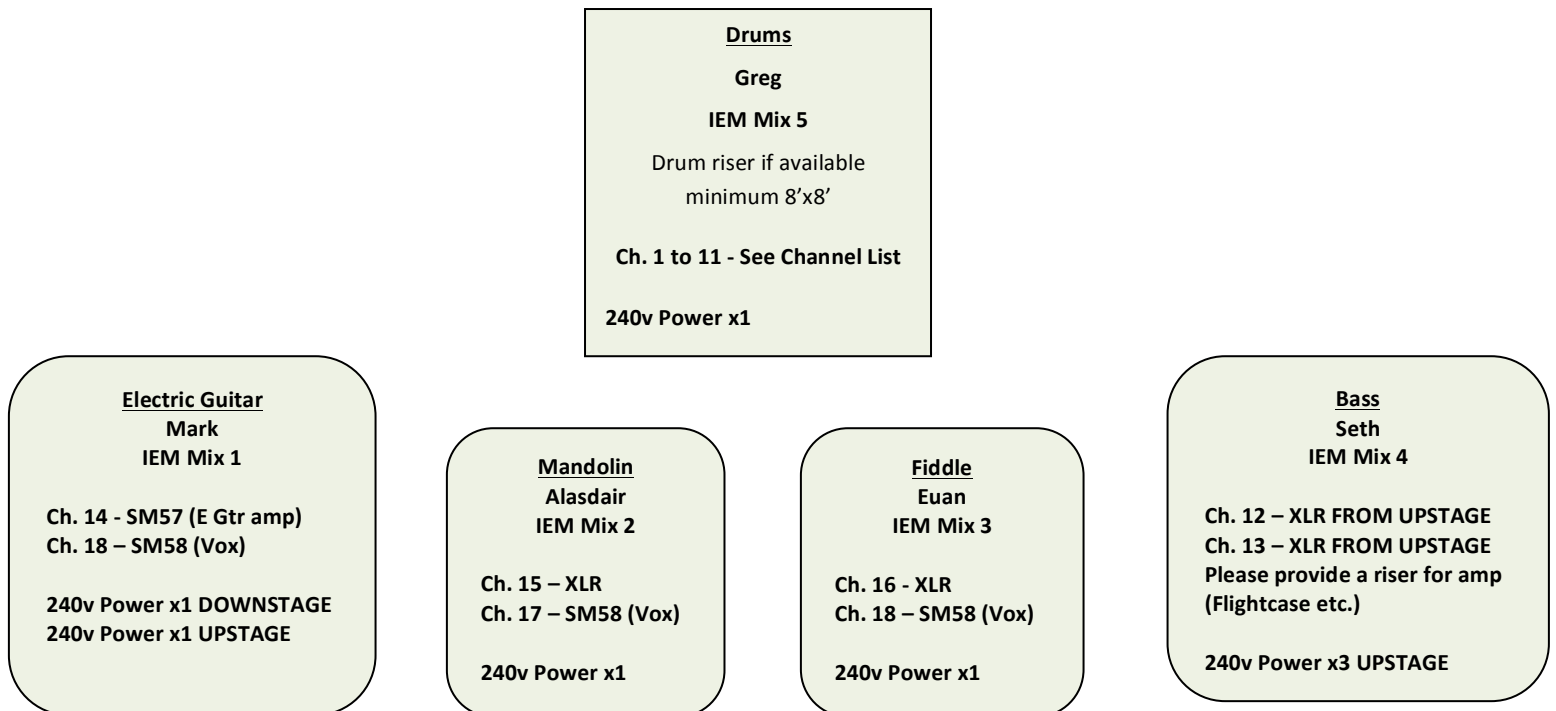 Drums
Greg
IEM Mix 5
Drum riser if available
minimum 8’x8’
Ch. 1 to 11 - See Channel List
240v Power x1
Electric Guitar
Mark
IEM Mix 1
Ch. 14 - SM57 (E Gtr amp)
Ch. 18 – SM58 (Vox)
240v Power x1 DOWNSTAGE
240v Power x1 UPSTAGE
Mandolin
Alasdair
IEM Mix 2
Ch. 15 – XLR
Ch. 17 – SM58 (Vox)
240v Power x1
Fiddle
Euan
IEM Mix 3
Ch. 16 - XLR
Ch. 18 – SM58 (Vox)
240v Power x1
Bass
Seth
IEM Mix 4
Ch. 12 – XLR FROM UPSTAGE
Ch. 13 – XLR FROM UPSTAGE
Please provide a riser for amp
(Flightcase etc.)
240v Power x3 UPSTAGE